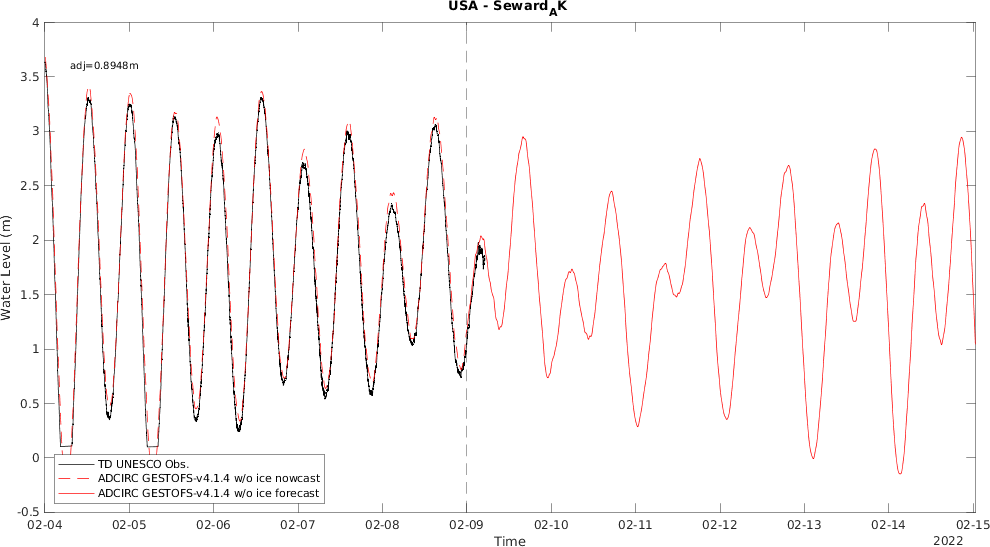 USA - Seward_AK
adj=0.8948m
4
3.5
3
2.5
2
1.5
1
0.5
0
-0.5
Water Level (m)
TD UNESCO Obs.
ADCIRC GESTOFS-v4.1.4 w/o ice nowcast
ADCIRC GESTOFS-v4.1.4 w/o ice forecast
02-04 02-05 02-06 02-07 02-08 02-09 02-10 02-11 02-12 02-13 02-14 02-15
Time
2022